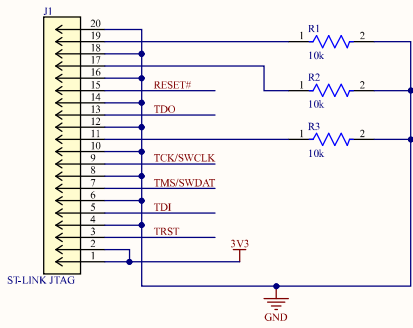 J1
20
19
18
17
16
15 RESET#
14
13 TDO
12
11
10
9 TCK/SWCLK
8
7 TMS/SWDAT
6
5 TDI
4
3 TRST
2
1
ST-LINK JTAG
R1
1 2
10k
R2
1 2
10k
R3
1 2
10k
3V3
GND